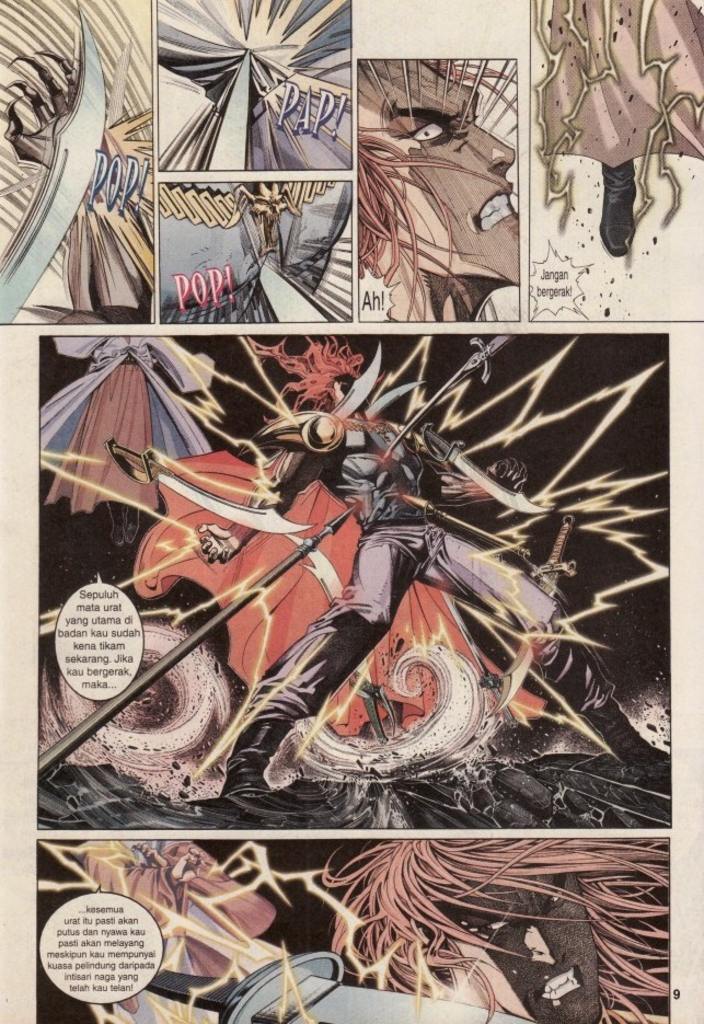 POP!
PAP!
POP!
Ah!
Jangan
bergerak!
Sepuluh
mata urat
yang utama di
badan kau sudah
kena tikam
sekarang. Jika
kau bergerak,
maka...
...kesemua
urat itu pasti akan
putus dan nyawa kau
pasti akan melayang
meskipun kau mempunyai
kuasa pelindung daripada
intisari naga yang
telah kau telan!
9